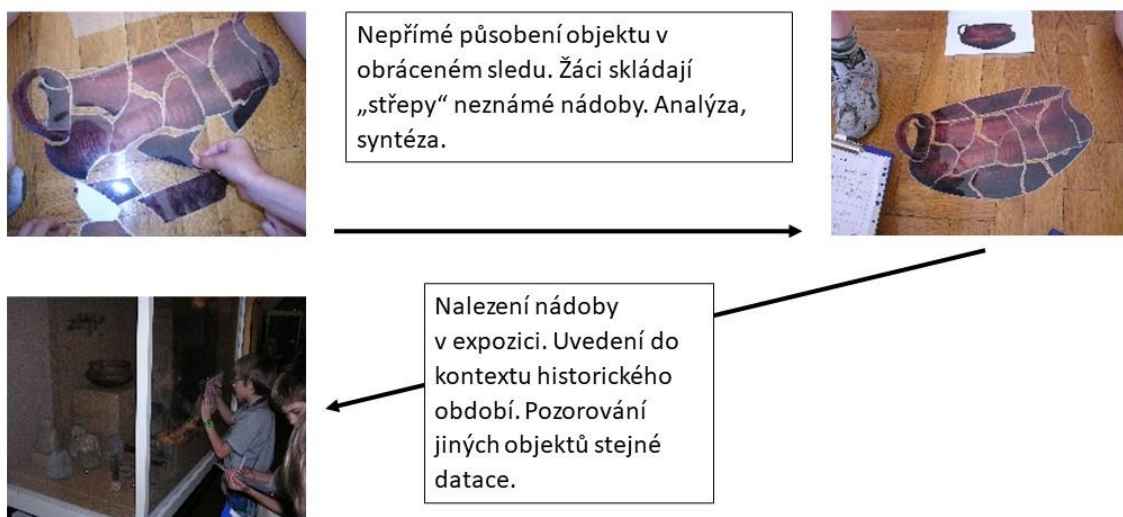 Nepřímé působení objektu v
obráceném sledu. Žáci skládají
„střepy“ neznámé nádoby. Analýza,
syntéza.
Nalezení nádoby
v expozici. Uvedení do
kontextu historického
období. Pozorování
jiných objektů stejné
datace.